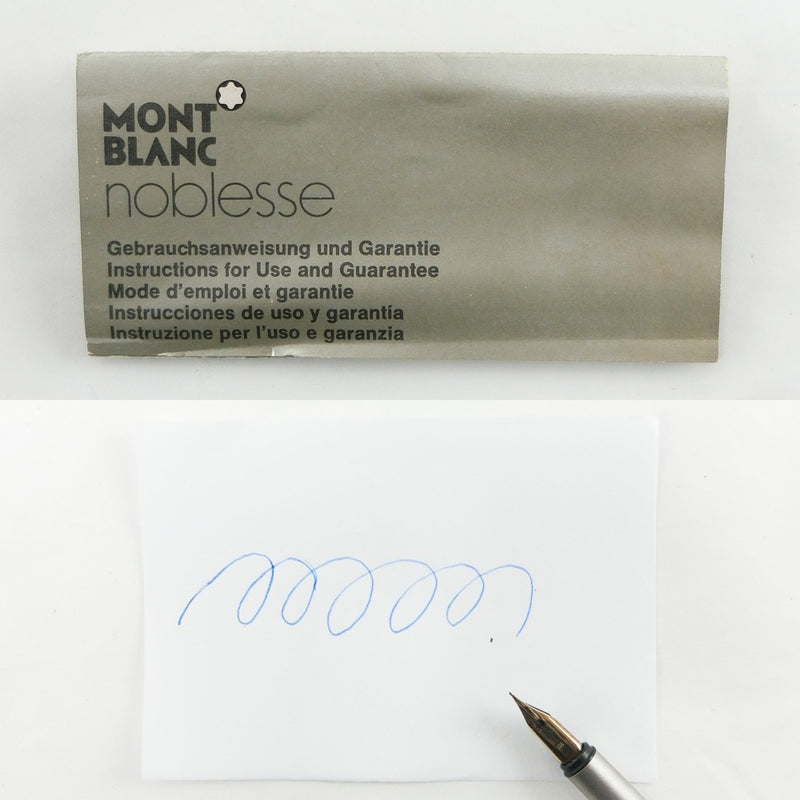 MONT
BLANC
noblesse
Gebrauchsanweisung und Garantie
Instructions for Use and Guarantee
Mode d'emploi et garantie
Instrucciones de uso y garantía
Instruzione per l'uso e garanzia